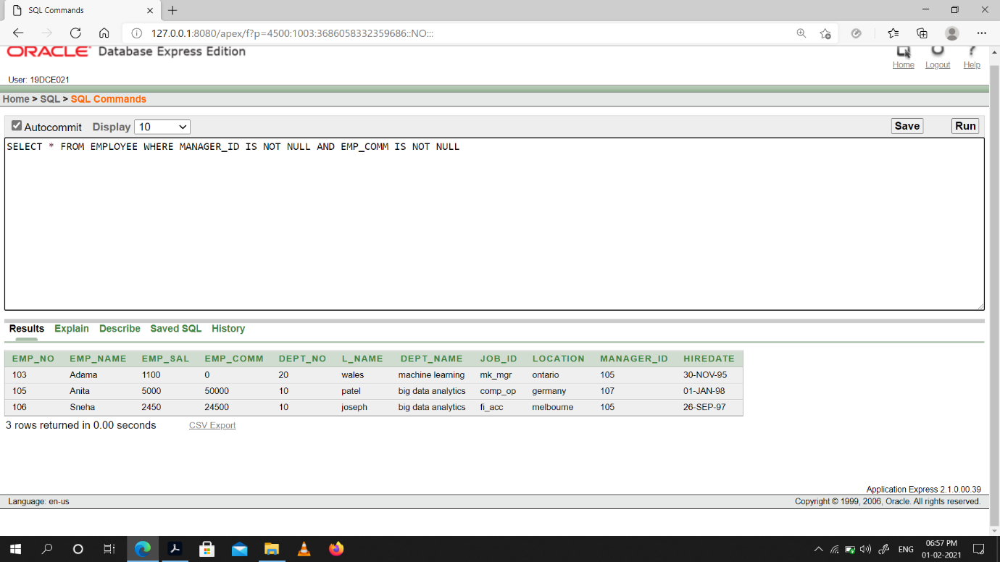 SQL Commands
127.0.0.1:8080/apex/f?p=4500:1003:3686058332359686::NO:::
ORACLE Database Express Edition
Home Logout Help
User: 19DCE021
Home > SQL > SQL Commands
Autocommit Display 10 Save Run
SELECT * FROM EMPLOYEE WHERE MANAGER_ID IS NOT NULL AND EMP_COMM IS NOT NULL
Results Explain Describe Saved SQL History
EMP_NO EMP_NAME EMP_SAL EMP_COMM DEPT_NO L_NAME DEPT_NAME JOB_ID LOCATION MANAGER_ID HIREDATE
103 Adama 1100 0 20 wales machine learning mk_mgr ontario 105 30-NOV-95
105 Anita 5000 50000 10 patel big data analytics comp_op germany 107 01-JAN-98
106 Sneha 2450 24500 10 joseph big data analytics fi_acc melbourne 105 26-SEP-97
3 rows returned in 0.00 seconds CSV Export
Application Express 2.1.0.00.39
Language: en-us Copyright © 1999, 2006, Oracle. All rights reserved.
ENG 06:57 PM
01-02-2021